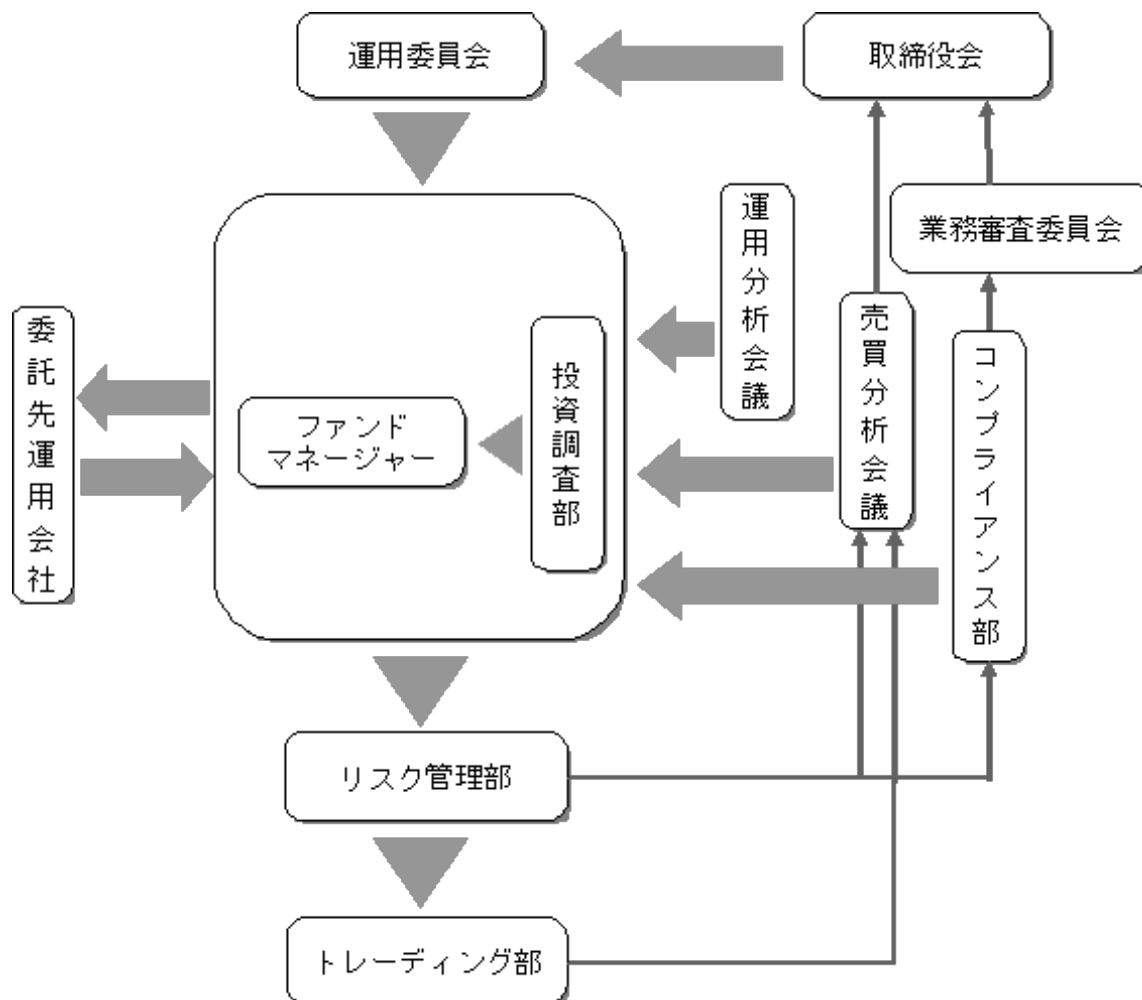 運用委員会
取締役会
運用分析会議
業務審査委員会
売買分析会議
コンプライアンス部
委託先運用会社
投資調査部
ファンド
マネージャー
リスク管理部
トレーディング部